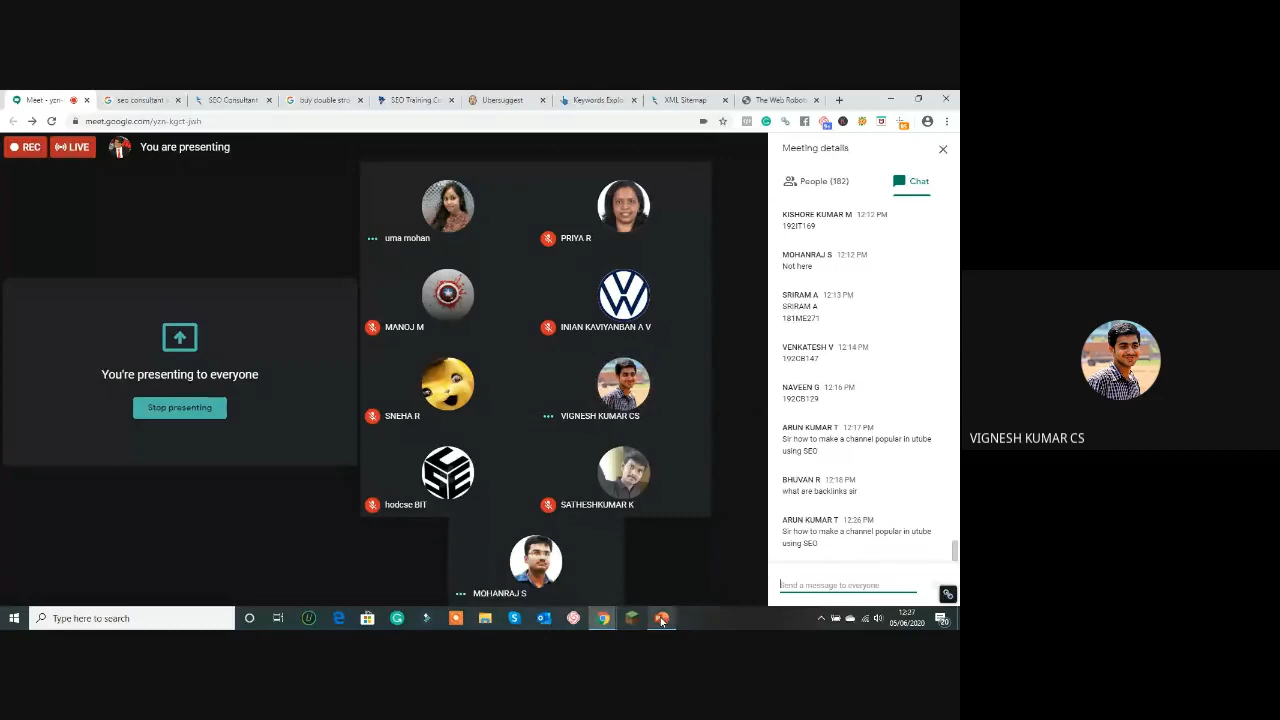 Meet - yzn-
seo consultant
SEO Consultant
buy double stro
SEO Training Co
Ubersuggest
Keywords Explo
XML Sitemap
The Web Robots
meet.google.com/yzn-kgct-jwh
REC
LIVE
You are presenting
uma mohan
PRIYA R
MANOJ M
INIAN KAVIYANBAN A V
You're presenting to everyone
Stop presenting
SNEHA R
VIGNESH KUMAR CS
hodcse BIT
SATHESHKUMAR K
MOHANRAJ S
Meeting details
People (182)
Chat
KISHORE KUMAR M 12:12 PM
192IT169
MOHANRAJ S 12:12 PM
Not here
SRIRAM A 12:13 PM
SRIRAM A
181ME271
VENKATESH V 12:14 PM
192CB147
NAVEEN G 12:16 PM
192CB129
ARUN KUMAR T 12:17 PM
Sir how to make a channel popular in utube
using SEO
BHUVAN R 12:18 PM
what are backlinks sir
ARUN KUMAR T 12:26 PM
Sir how to make a channel popular in utube
using SEO
Send a message to everyone
VIGNESH KUMAR CS
Type here to search
12:27
05/06/2020
20